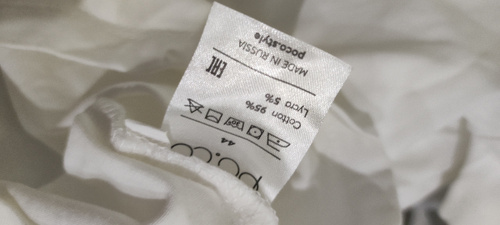 po.co
44
Cotton 95%
Lycra 5%
EAC
MADE IN RUSSIA
poco.style